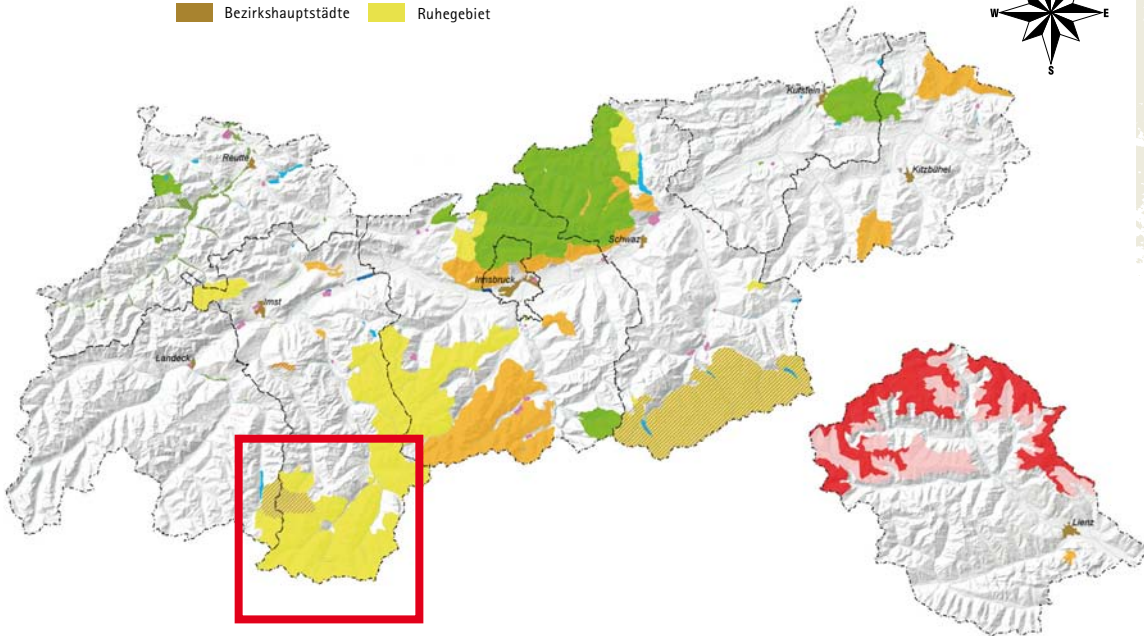 Bezirkshauptstädte
Ruhegebiet
W
E
S
Kufstein
Reutte
Kitzbühel
Schwaz
Innsbruck
Imst
Landeck
Lienz